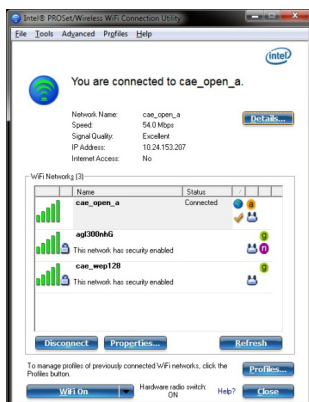 Intel® PROSet/Wireless WiFi Connection Utility
File Tools Advanced Profiles Help
intel
You are connected to cae_open_a.
Network Name: cae_open_a
Speed: 54.0 Mbps
Signal Quality: Excellent
IP Address: 10.24.153.207
Internet Access: No
Details...
WiFi Networks (3)
Name Status /
cae_open_a Connected a
agl300nhG g
This network has security enabled n
cae_wep128 g
This network has security enabled
Disconnect Properties... Refresh
To manage profiles of previously connected WiFi networks, click the
Profiles button.
Profiles...
WiFi On Hardware radio switch: ON Help? Close